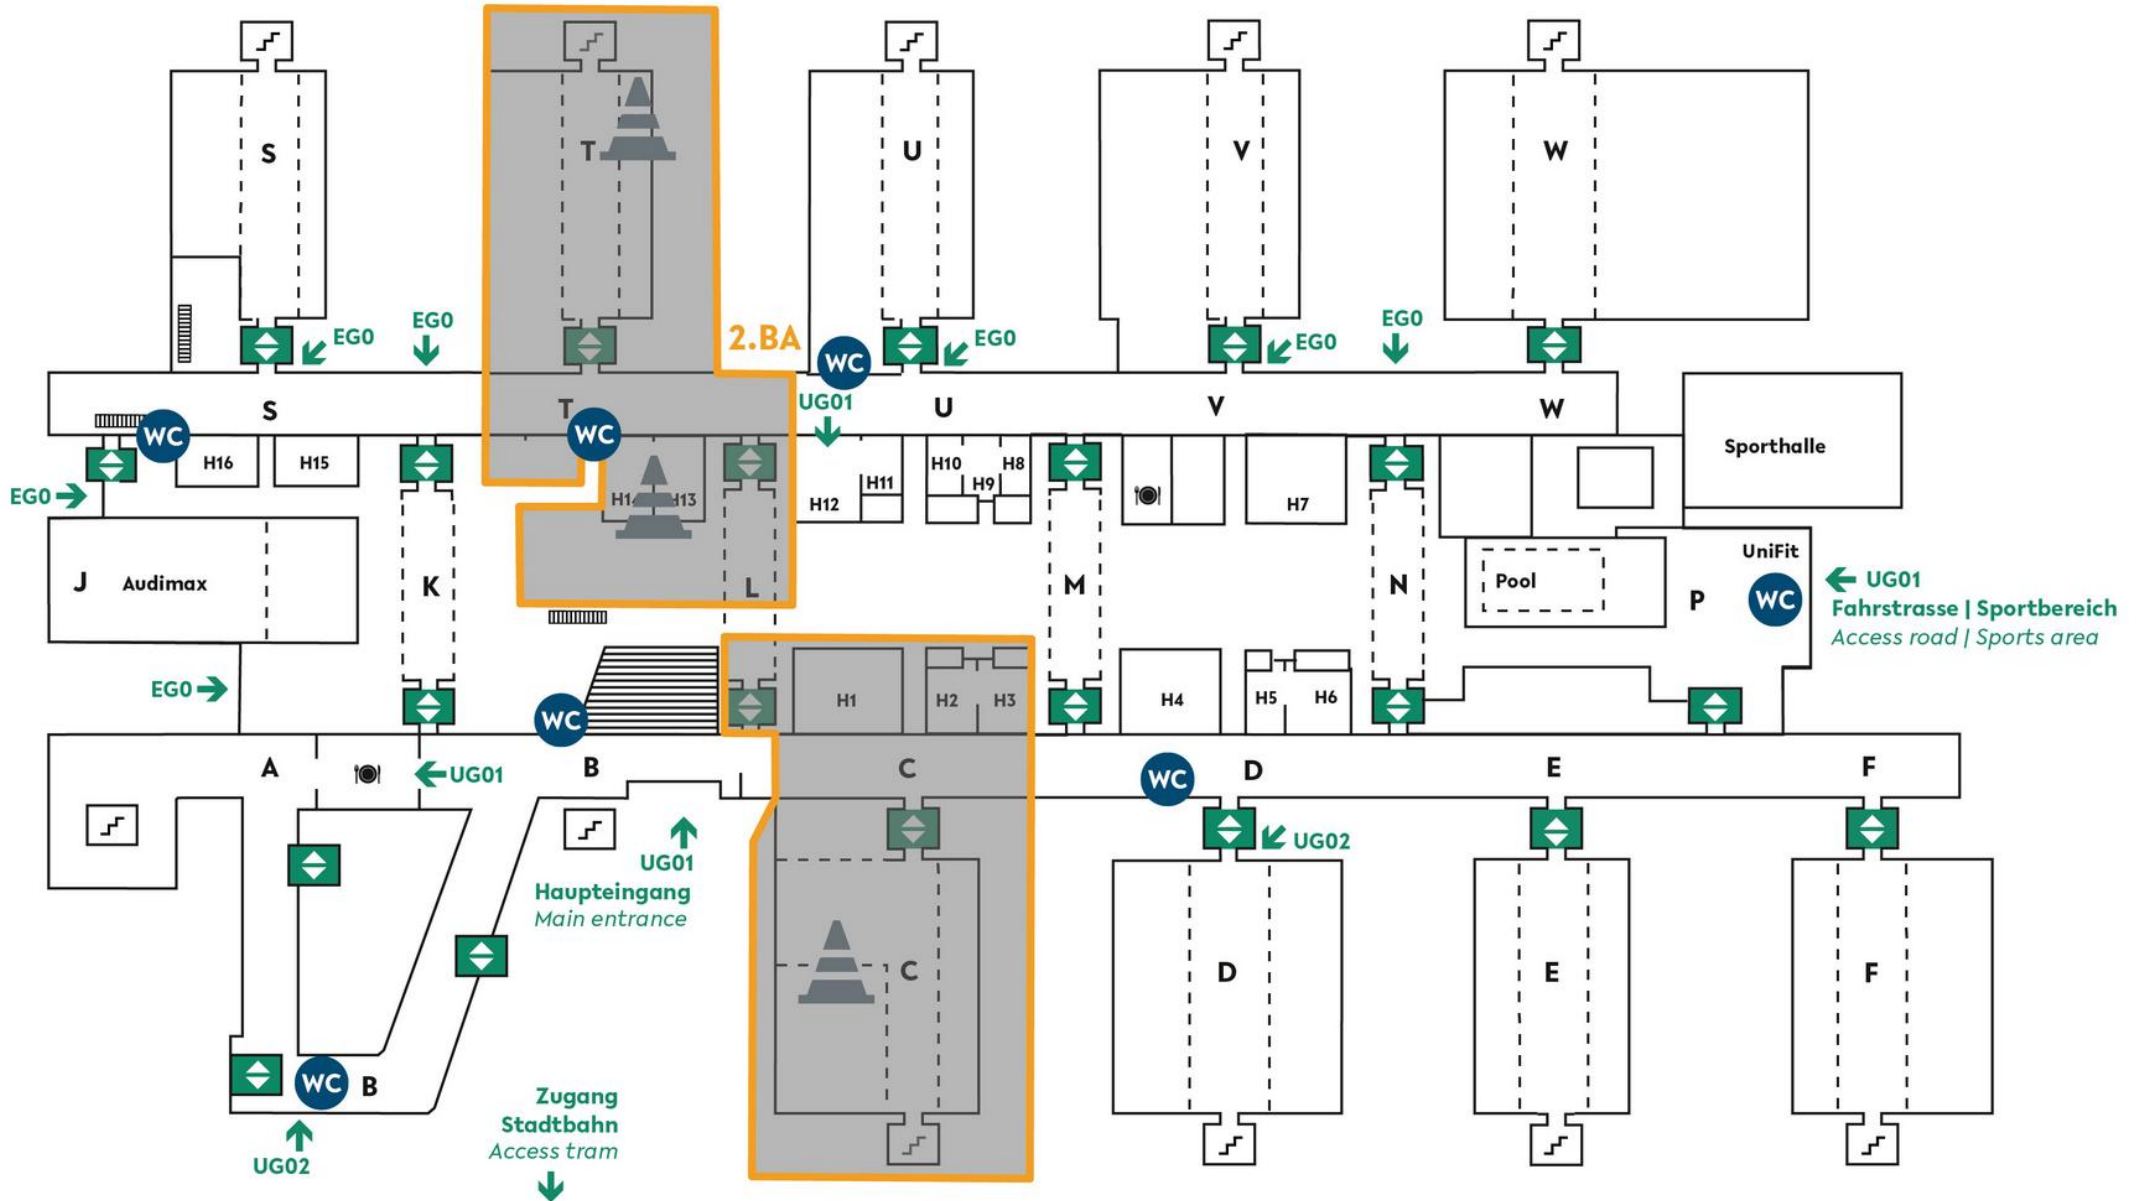 S
T
U
V
W
EG0
EG0
2.BA
WC
EG0
EG0
EG0
S
T
UG01
U
V
W
WC
WC
Sporthalle
H16
H15
H14
H13
H12
H11
H10
H9
H8
H7
EG0
J
Audimax
K
L
M
N
Pool
UniFit
P
WC
UG01
Fahrstrasse | Sportbereich
Access road | Sports area
EG0
WC
H1
H2
H3
H4
H5
H6
A
UG01
B
C
WC
D
E
F
UG01
Haupteingang
Main entrance
UG02
C
D
E
F
WC
B
UG02
Zugang
Stadtbahn
Access tram